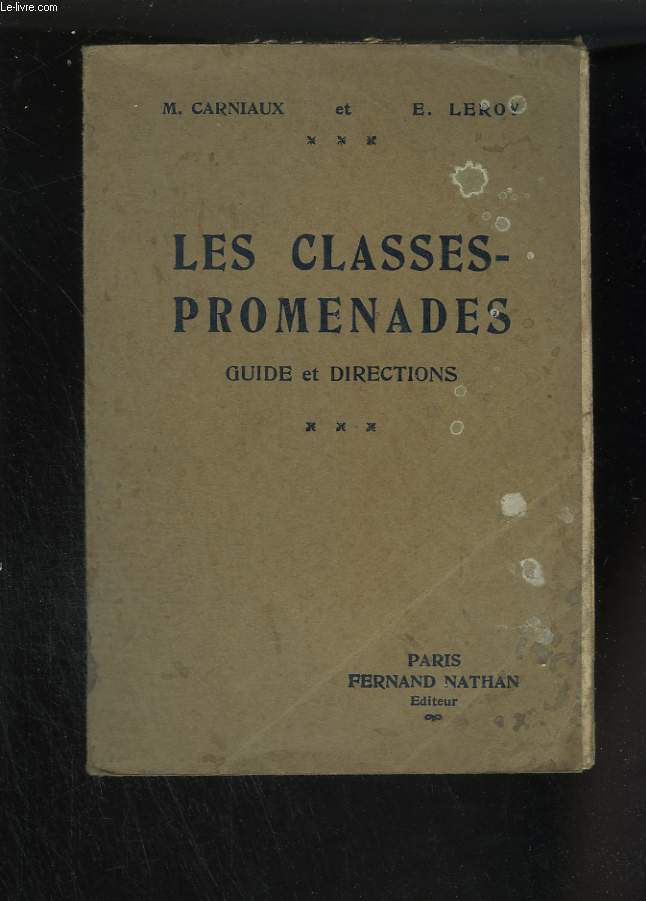 Le-livre.com
M. CARNIAUX et E. LEROY
LES CLASSES-
PROMENADES
GUIDE et DIRECTIONS
PARIS
FERNAND NATHAN
Editeur